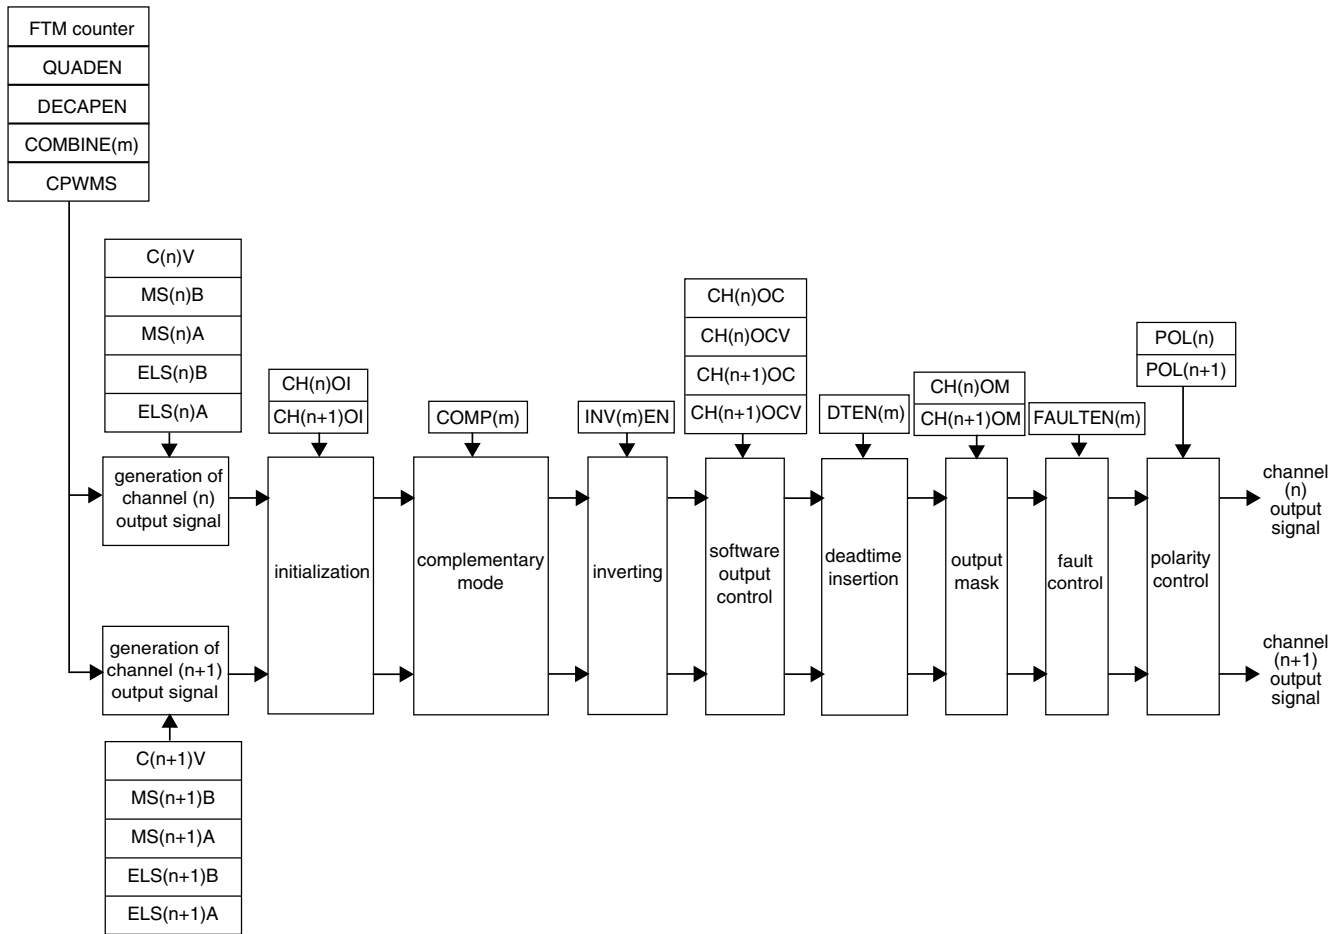 FTM counter
QUADEN
DECAPEN
COMBINE(m)
CPWMS
C(n)V
MS(n)B
MS(n)A
ELS(n)B
ELS(n)A
CH(n)OI
CH(n+1)OI
COMP(m)
INV(m)EN
CH(n)OC
CH(n)OCV
CH(n+1)OC
CH(n+1)OCV
DTEN(m)
CH(n)OM
CH(n+1)OM
FAULTEN(m)
POL(n)
POL(n+1)
generation of
channel (n)
output signal
generation of
channel (n+1)
output signal
initialization
complementary
mode
inverting
software
output
control
deadtime
insertion
output
mask
fault
control
polarity
control
channel
(n)
output
signal
channel
(n+1)
output
signal
C(n+1)V
MS(n+1)B
MS(n+1)A
ELS(n+1)B
ELS(n+1)A